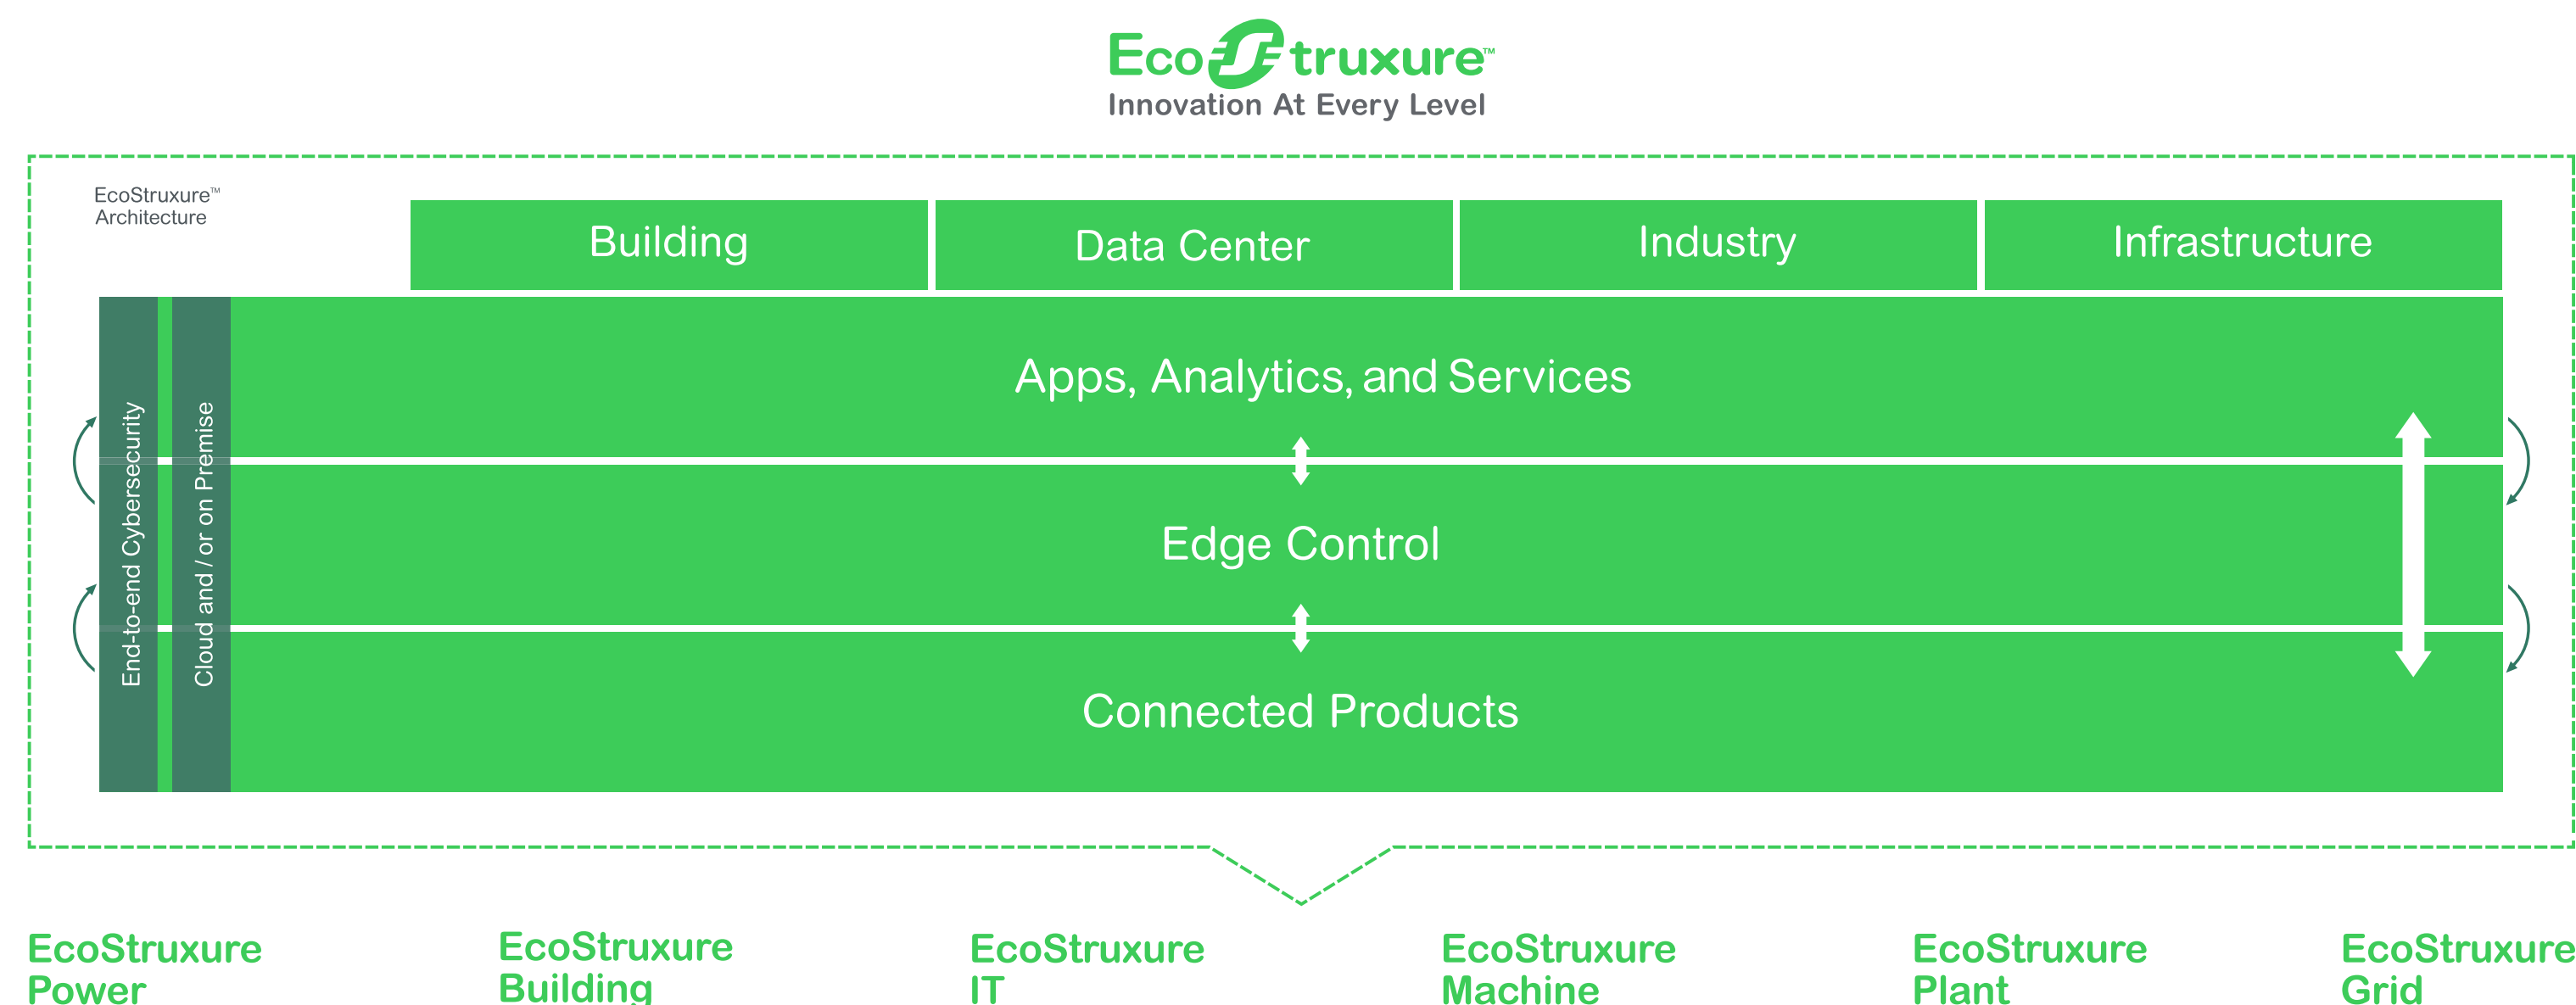 EcoStruxure™
Innovation At Every Level
EcoStruxure™
Architecture
Building
Data Center
Industry
Infrastructure
End-to-end Cybersecurity
Cloud and / or on Premise
Apps, Analytics, and Services
Edge Control
Connected Products
EcoStruxure
Power
EcoStruxure
Building
EcoStruxure
IT
EcoStruxure
Machine
EcoStruxure
Plant
EcoStruxure
Grid